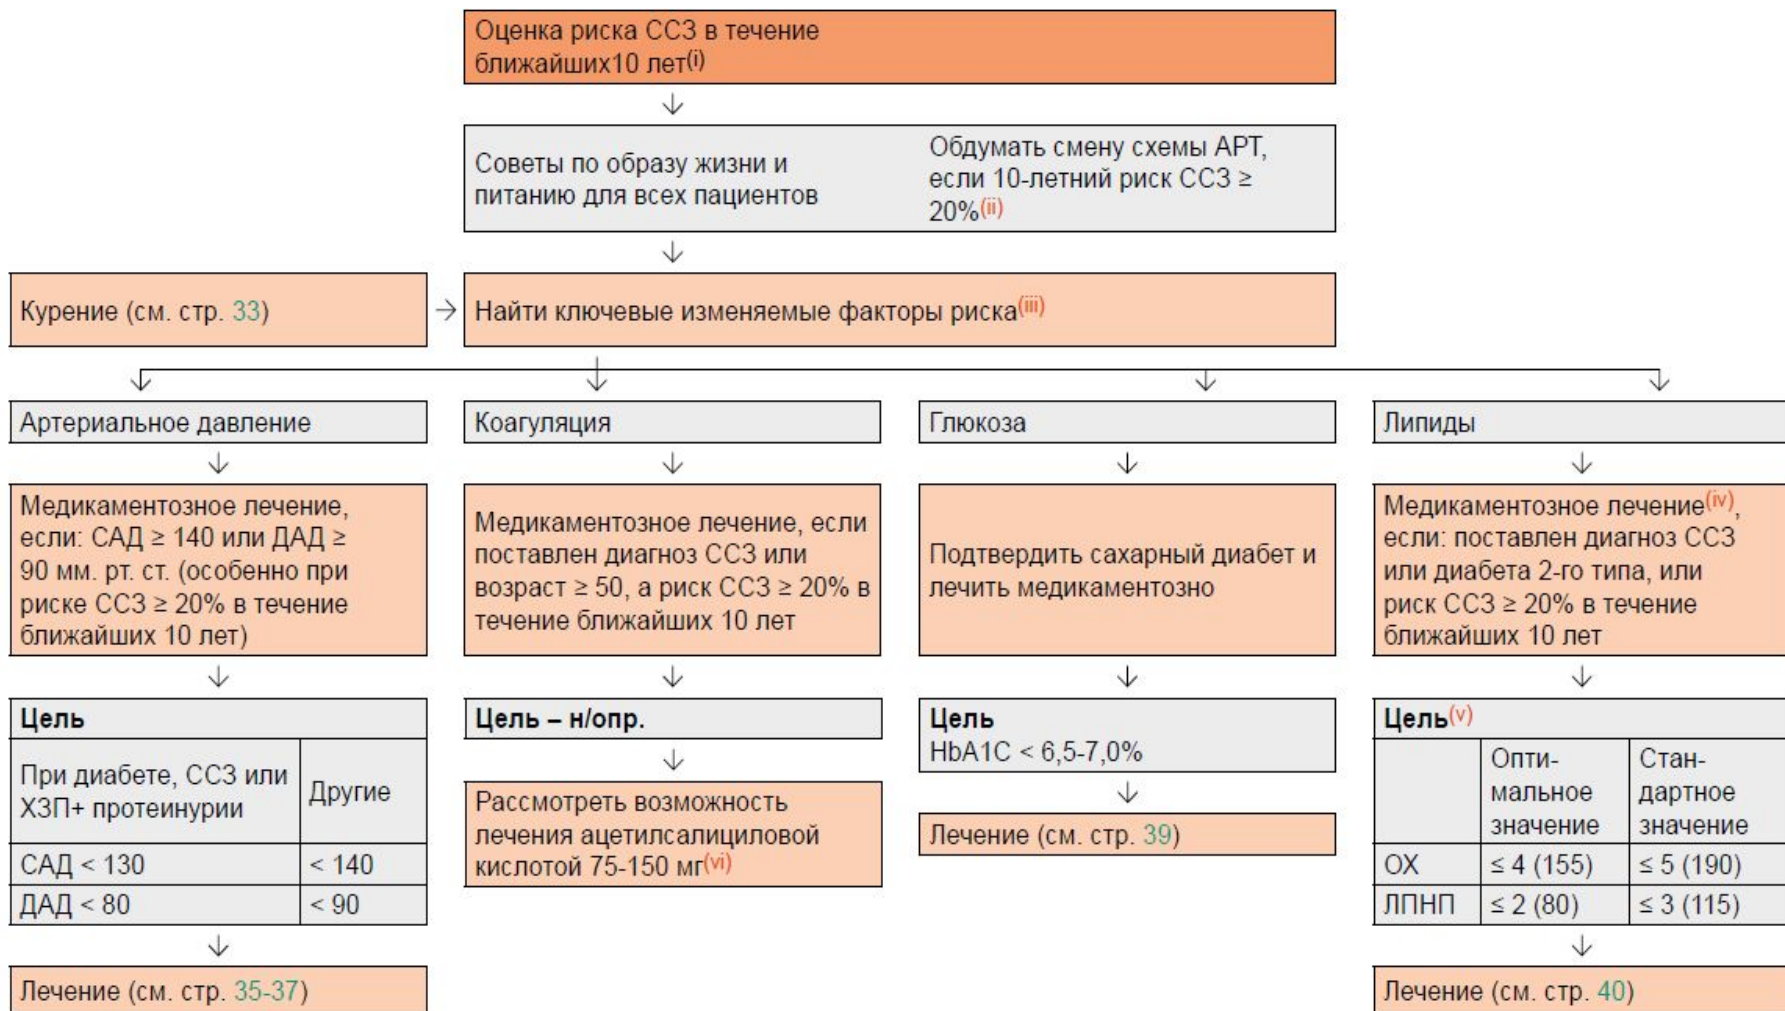 Оценка риска ССЗ в течение
ближайших10 лет(i)
Советы по образу жизни и
питанию для всех пациентов
Обдумать смену схемы АРТ,
если 10-летний риск ССЗ ≥
20%(ii)
Курение (см. стр. 33)
Найти ключевые изменяемые факторы риска(iii)
Артериальное давление
Медикаментозное лечение,
если: САД ≥ 140 или ДАД ≥
90 мм. рт. ст. (особенно при
риске ССЗ ≥ 20% в течение
ближайших 10 лет)
Цель
При диабете, ССЗ или
ХЗП+ протеинурии
Другие
САД < 130
< 140
ДАД < 80
< 90
Лечение (см. стр. 35-37)
Коагуляция
Медикаментозное лечение, если
поставлен диагноз ССЗ или
возраст ≥ 50, а риск ССЗ ≥ 20% в
течение ближайших 10 лет
Цель – н/опр.
Рассмотреть возможность
лечения ацетилсалициловой
кислотой 75-150 мг(vi)
Глюкоза
Подтвердить сахарный диабет и
лечить медикаментозно
Цель
HbA1C < 6,5-7,0%
Лечение (см. стр. 39)
Липиды
Медикаментозное лечение(iv),
если: поставлен диагноз ССЗ
или диабета 2-го типа, или
риск ССЗ ≥ 20% в течение
ближайших 10 лет
Цель(v)
Опти-
мальное
значение
Стан-
дартное
значение
ОХ
≤ 4 (155)
≤ 5 (190)
ЛПНП
≤ 2 (80)
≤ 3 (115)
Лечение (см. стр. 40)